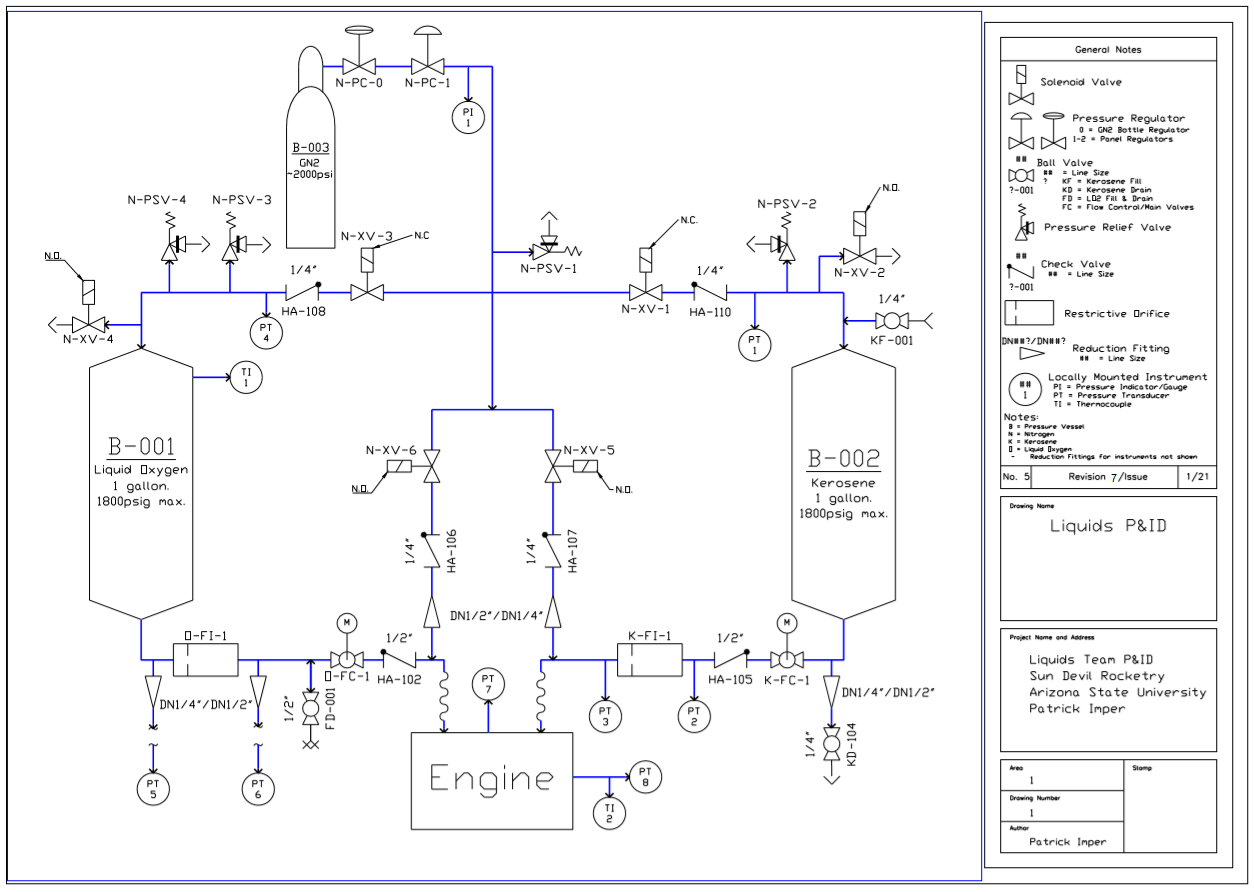 N-PC-0
N-PC-1
PI
1
B-003
GN2
~2000psi
N-PSV-4
N-PSV-3
N-XV-3
N.C
N-PSV-1
N.C.
N-PSV-2
N.O.
N-XV-2
N.O.
N-XV-4
1/4"
HA-108
PT
4
N-XV-1
1/4"
HA-110
PT
1
1/4"
KF-001
TI
1
B-001
Liquid Oxygen
1 gallon.
1800psig max.
N-XV-6
N.O.
N-XV-5
N.O.
B-002
Kerosene
1 gallon.
1800psig max.
1/4"
HA-106
1/4"
HA-107
DN1/2"/DN1/4"
O-FI-1
M
O-FC-1
1/2"
HA-102
K-FI-1
1/2"
HA-105
M
K-FC-1
DN1/4"/DN1/2"
1/2"
FD-001
PT
7
PT
3
PT
2
DN1/4"/DN1/2"
1/4"
KD-104
PT
5
PT
6
Engine
PT
8
TI
2
General Notes
Solenoid Valve
Pressure Regulator
0 = GN2 Bottle Regulator
1-2 = Panel Regulators
##
?-001
Ball Valve
## = Line Size
? KF = Kerosene Fill
KD = Kerosene Drain
FD = LO2 Fill & Drain
FC = Flow Control/Main Valves
Pressure Relief Valve
##
?-001
Check Valve
## = Line Size
Restrictive Orifice
DN##?/DN##?
Reduction Fitting
## = Line Size
##
1
Locally Mounted Instrument
PI = Pressure Indicator/Gauge
PT = Pressure Transducer
TI = Thermocouple
Notes:
B = Pressure Vessel
N = Nitrogen
K = Kerosene
O = Liquid Oxygen
- Reduction Fittings for instruments not shown
No. 5
Revision 7/Issue
1/21
Drawing Name
Liquids P&ID
Project Name and Address
Liquids Team P&ID
Sun Devil Rocketry
Arizona State University
Patrick Imper
Area
1
Stamp
Drawing Number
1
Author
Patrick Imper